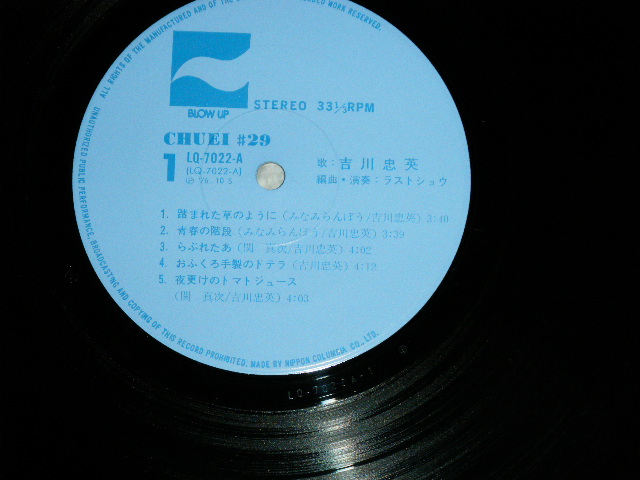 ALL RIGHTS OF THE MANUFACTURER AND OF THE
WORK RESERVED.
UNAUTHORIZED PUBLIC PERFORMANCE, BROADCASTING AND COPYING OF THIS RECORD PROHIBITED. MADE BY NIPPON COLUMBIA CO., LTD.
BLOW UP
STEREO 33 1/3 RPM
CHUEI #29
1
LQ-7022-A
(LQ-7022-A)
Ⓟ '76. 10 S
歌:吉川忠英
編曲・演奏:ラストショウ
1. 踏まれた草のように(みなみらんぼう/吉川忠英)3:40
2. 青春の階段(みなみらんぼう/吉川忠英)3:39
3. らぶれたあ(関 真次/吉川忠英)4:02
4. おふくろ手製のドテラ(吉川忠英)4:12
5. 夜更けのトマトジュース
(関 真次/吉川忠英)4:03